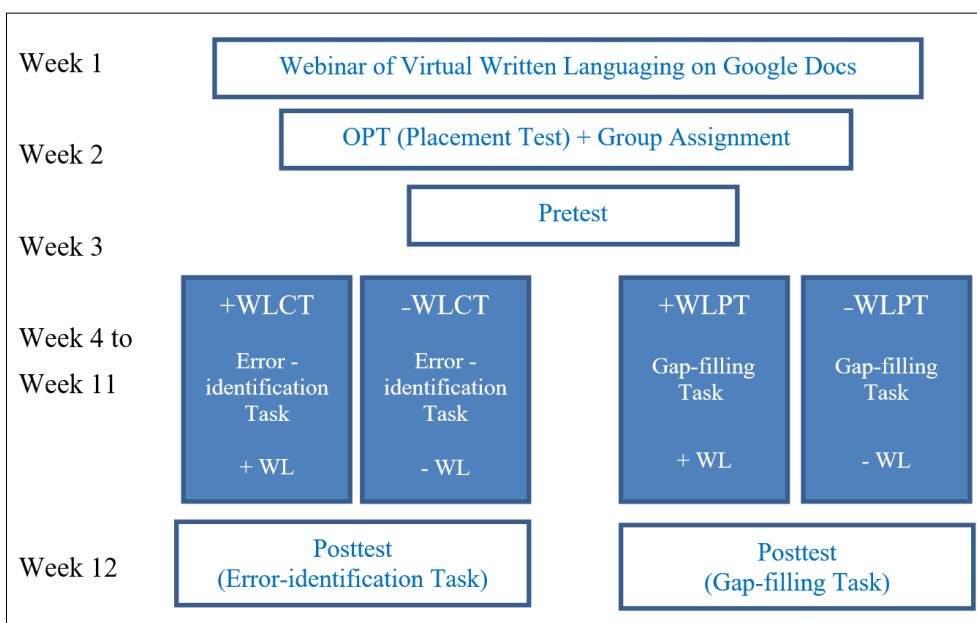 Week 1
Webinar of Virtual Written Languaging on Google Docs
Week 2
OPT (Placement Test) + Group Assignment
Week 3
Pretest
Week 4 to
Week 11
+WLCT
Error -
identification
Task
+ WL
-WLCT
Error -
identification
Task
- WL
+WLPT
Gap-filling
Task
+ WL
-WLPT
Gap-filling
Task
- WL
Week 12
Posttest
(Error-identification Task)
Posttest
(Gap-filling Task)